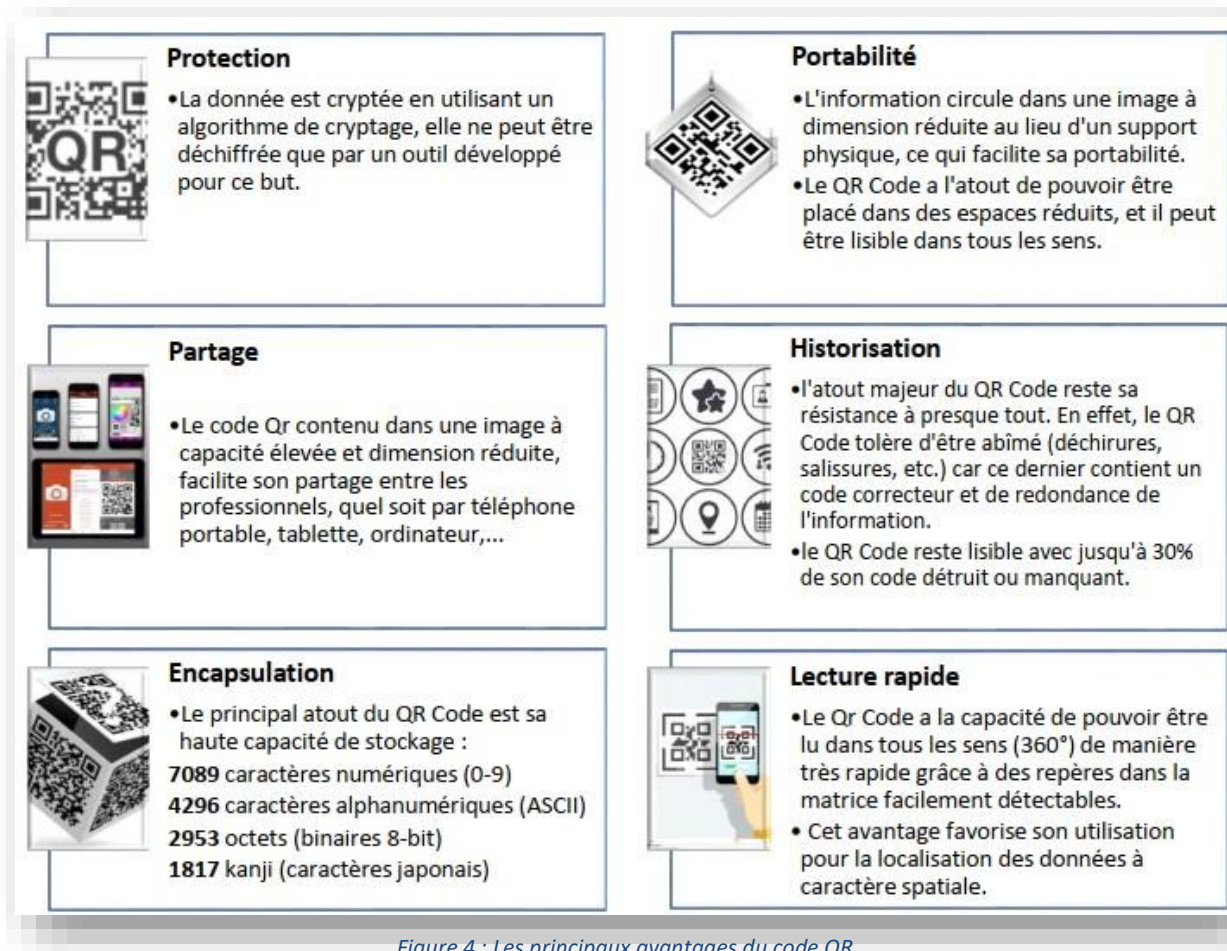 Protection
•La donnée est cryptée en utilisant un
algorithme de cryptage, elle ne peut être
déchiffrée que par un outil développé
pour ce but.
Portabilité
•L'information circule dans une image à
dimension réduite au lieu d'un support
physique, ce qui facilite sa portabilité.
•Le QR Code a l'atout de pouvoir être
placé dans des espaces réduits, et il peut
être lisible dans tous les sens.
QR
Partage
•Le code Qr contenu dans une image à
capacité élevée et dimension réduite,
facilite son partage entre les
professionnels, quel soit par téléphone
portable, tablette, ordinateur,...
Historisation
•l'atout majeur du QR Code reste sa
résistance à presque tout. En effet, le QR
Code tolère d'être abîmé (déchirures,
salissures, etc.) car ce dernier contient un
code correcteur et de redondance de
l'information.
•le QR Code reste lisible avec jusqu'à 30%
de son code détruit ou manquant.
Encapsulation
•Le principal atout du QR Code est sa
haute capacité de stockage :
7089 caractères numériques (0-9)
4296 caractères alphanumériques (ASCII)
2953 octets (binaires 8-bit)
1817 kanji (caractères japonais)
Lecture rapide
•Le Qr Code a la capacité de pouvoir être
lu dans tous les sens (360°) de manière
très rapide grâce à des repères dans la
matrice facilement détectables.
• Cet avantage favorise son utilisation
pour la localisation des données à
caractère spatiale.
Figure 4 : Les principaux avantages du code QR